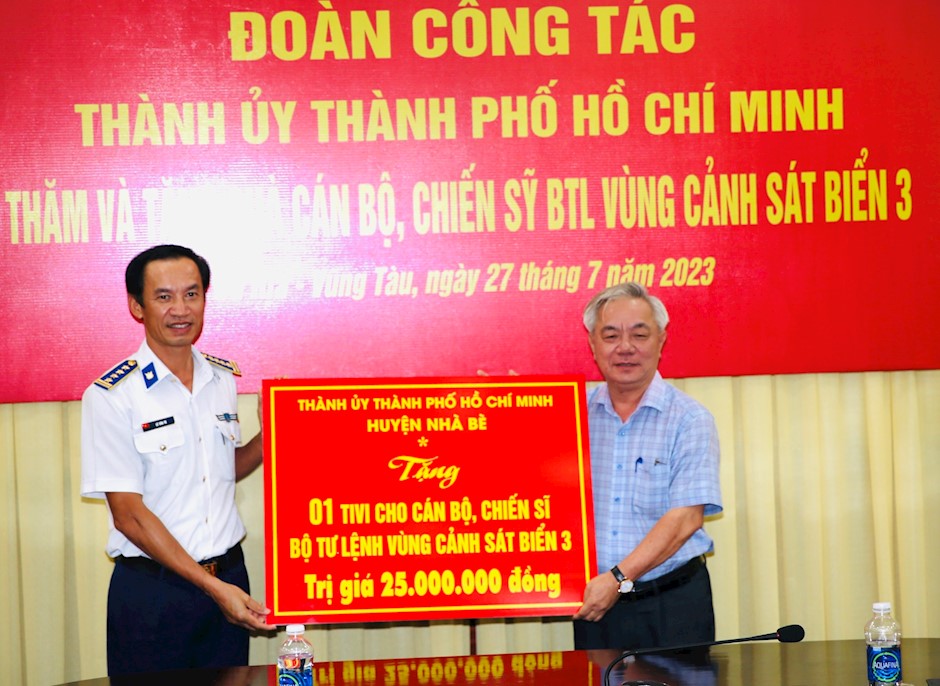 ĐOÀN CÔNG TÁC
THÀNH ỦY THÀNH PHỐ HỒ CHÍ MINH
THĂM VÀ CÁN BỘ, CHIẾN SỸ BTL VÙNG CẢNH SÁT BIỂN 3
- Vũng Tàu, ngày 27 tháng 7 năm 2023
THÀNH ỦY THÀNH PHỐ HỒ CHÍ MINH
HUYỆN NHÀ BÈ
*
Tặng
01 TIVI CHO CÁN BỘ, CHIẾN SĨ
BỘ TƯ LỆNH VÙNG CẢNH SÁT BIỂN 3
Trị giá 25.000.000 đồng
AQUAFINA